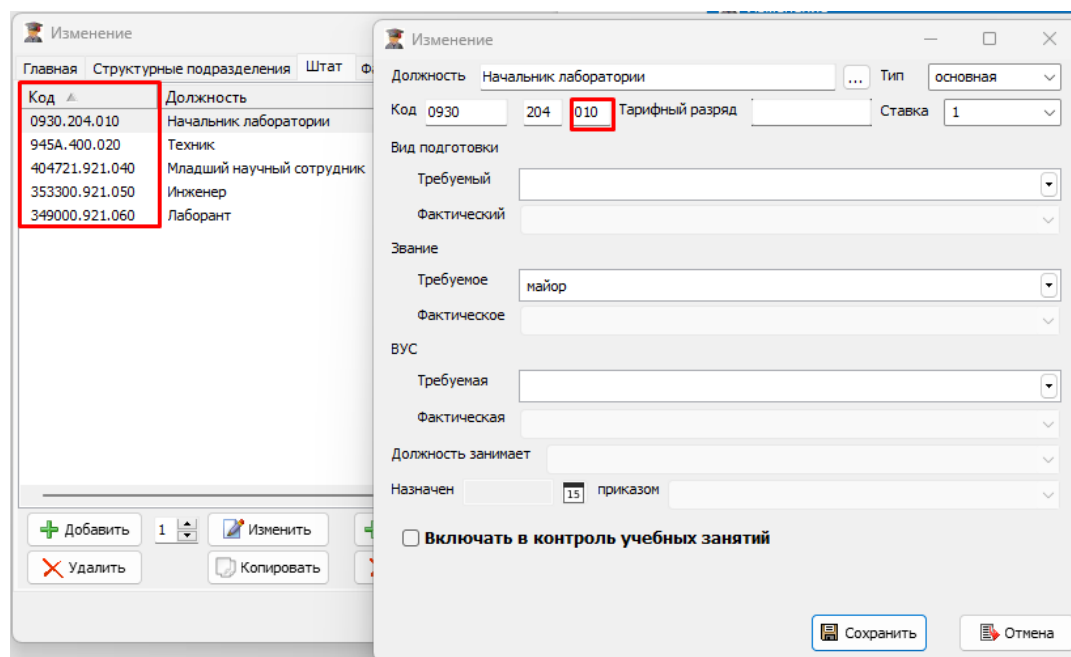 Изменение
Главная Структурные подразделения Штат
Код Должность
0930.204.010 Начальник лаборатории
945А.400.020 Техник
404721.921.040 Младший научный сотрудник
353300.921.050 Инженер
349000.921.060 Лаборант
Добавить 1 Изменить
Удалить Копировать
Изменение
Должность Начальник лаборатории ... Тип основная
Код 0930 204 010 Тарифный разряд Ставка 1
Вид подготовки
Требуемый
Фактический
Звание
Требуемое майор
Фактическое
ВУС
Требуемая
Фактическая
Должность занимает
Назначен 15 приказом
Включать в контроль учебных занятий
Сохранить Отмена